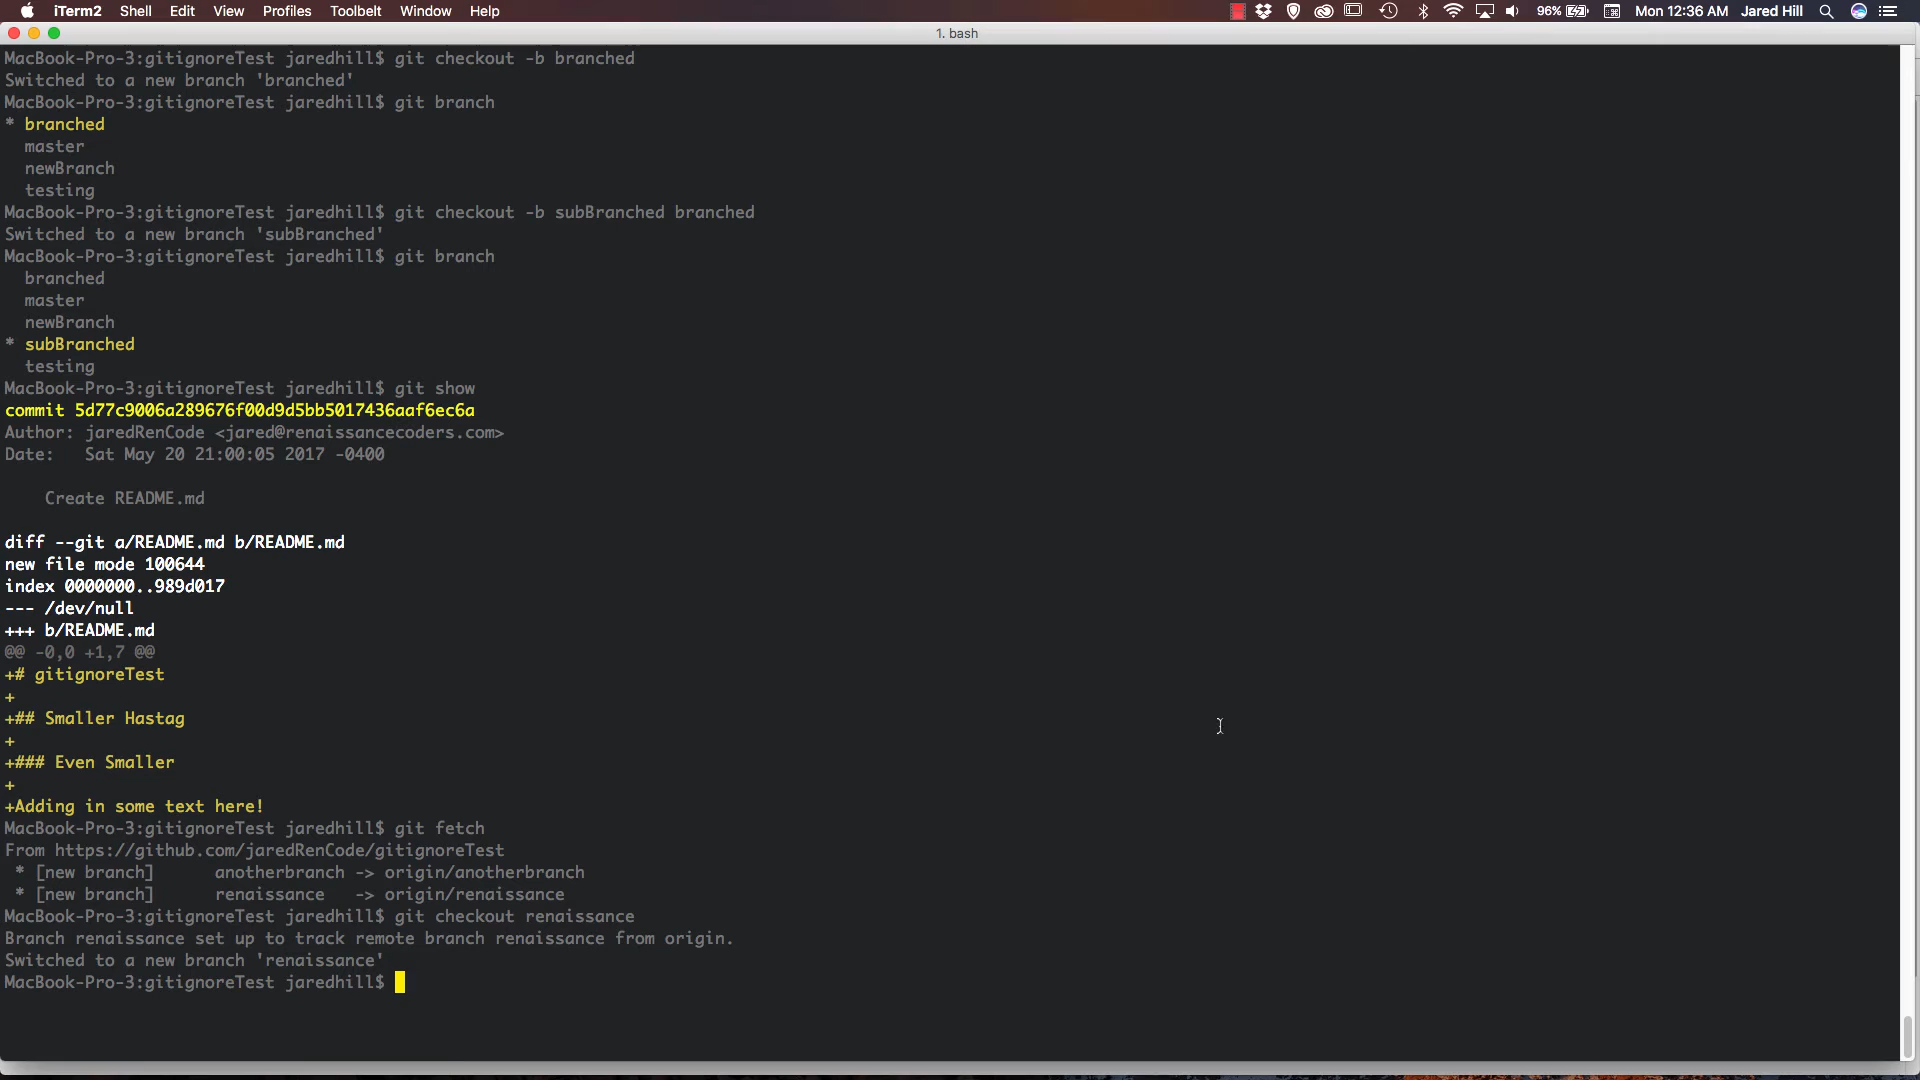 iTerm2 Shell Edit View Profiles Toolbelt Window Help 96% Mon 12:36 AM Jared Hill
1. bash
MacBook-Pro-3:gitignoreTest jaredhill$ git checkout -b branched
Switched to a new branch 'branched'
MacBook-Pro-3:gitignoreTest jaredhill$ git branch
* branched
  master
  newBranch
  testing
MacBook-Pro-3:gitignoreTest jaredhill$ git checkout -b subBranched branched
Switched to a new branch 'subBranched'
MacBook-Pro-3:gitignoreTest jaredhill$ git branch
  branched
  master
  newBranch
* subBranched
  testing
MacBook-Pro-3:gitignoreTest jaredhill$ git show
commit 5d77c9006a289676f00d9d5bb5017436aaf6ec6a
Author: jaredRenCode <jared@renaissancecoders.com>
Date:   Sat May 20 21:00:05 2017 -0400
    Create README.md
diff --git a/README.md b/README.md
new file mode 100644
index 0000000..989d017
--- /dev/null
+++ b/README.md
@@ -0,0 +1,7 @@
+# gitignoreTest
+
+## Smaller Hastag
+
+### Even Smaller
+
+Adding in some text here!
MacBook-Pro-3:gitignoreTest jaredhill$ git fetch
From https://github.com/jaredRenCode/gitignoreTest
 * [new branch]      anotherbranch -> origin/anotherbranch
 * [new branch]      renaissance   -> origin/renaissance
MacBook-Pro-3:gitignoreTest jaredhill$ git checkout renaissance
Branch renaissance set up to track remote branch renaissance from origin.
Switched to a new branch 'renaissance'
MacBook-Pro-3:gitignoreTest jaredhill$